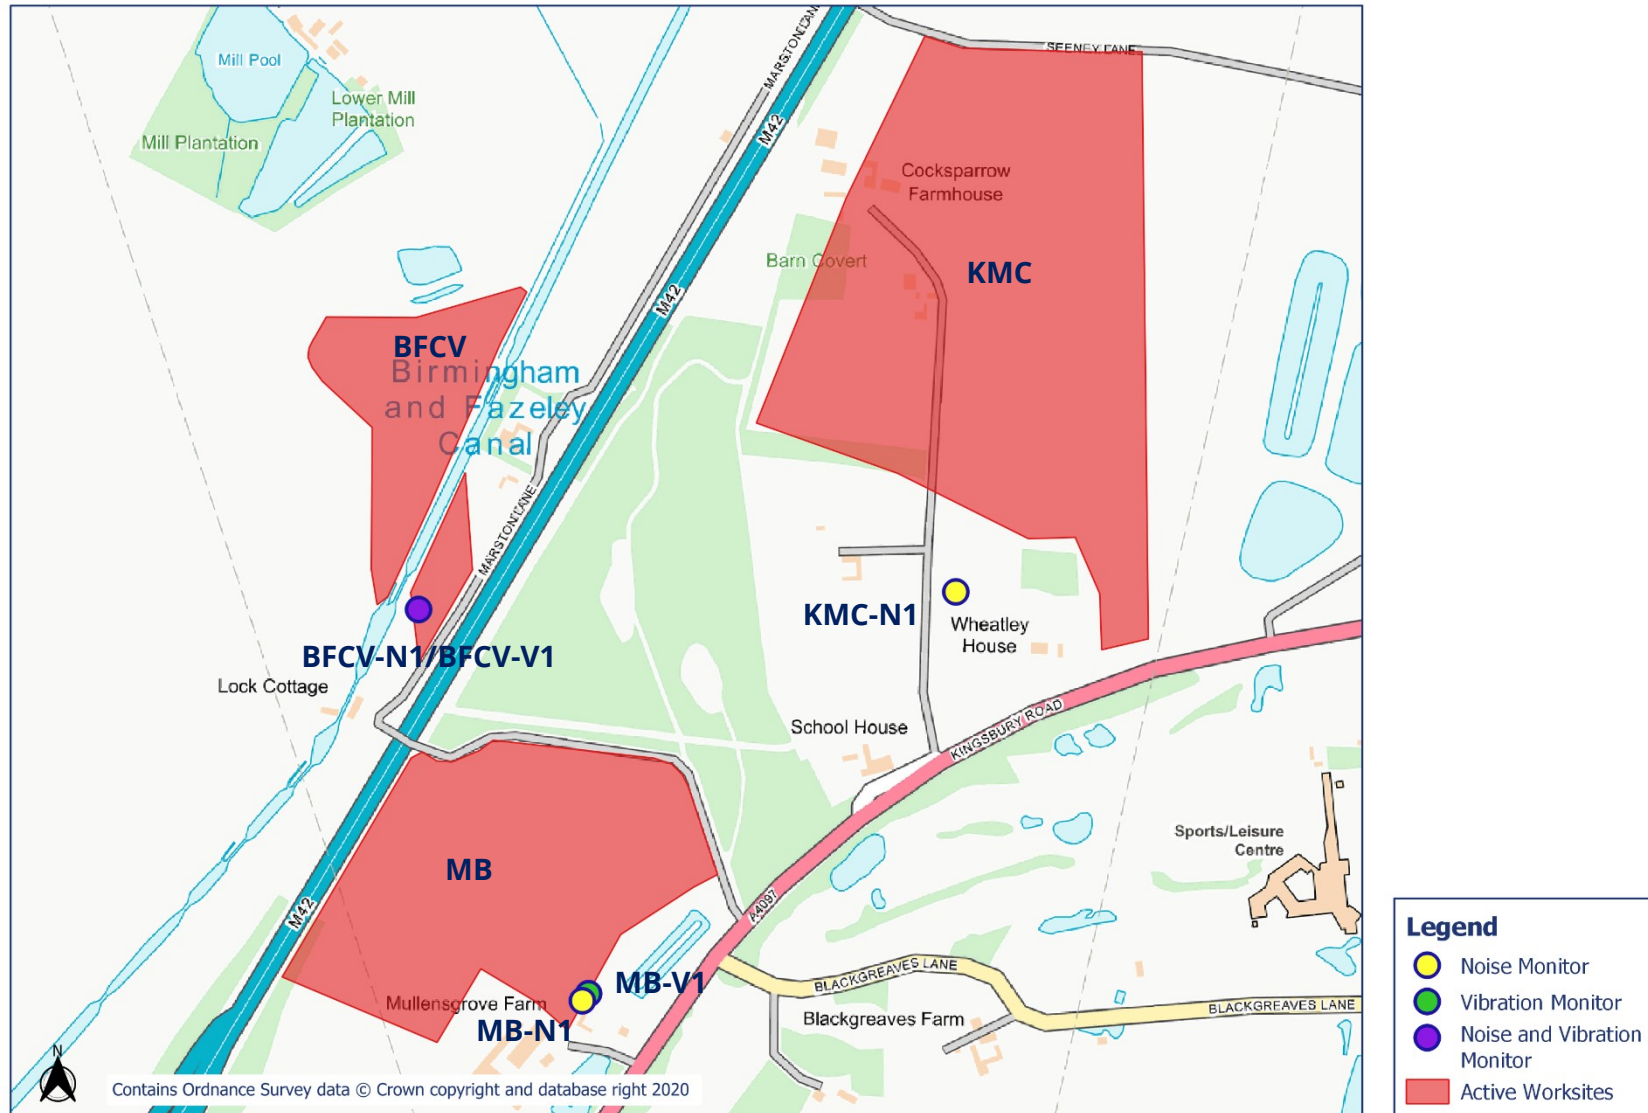 MARSTON LANE
SEENEY LANE
Mill Pool
Lower Mill
Plantation
Mill Plantation
M42
Cocksparrow
Farmhouse
Barn Covert
KMC
M42
BFCV
Birmingham
and Fazeley
Canal
MARSTON LANE
KMC-N1
Wheatley
House
BFCV-N1/BFCV-V1
Lock Cottage
School House
KINGSBURY ROAD
Sports/Leisure
Centre
MB
M42
A4097
BLACKGREAVES LANE
BLACKGREAVES LANE
MB-V1
Mullensgrove Farm
MB-N1
Blackgreaves Farm
N
Contains Ordnance Survey data © Crown copyright and database right 2020
Legend
Noise Monitor
Vibration Monitor
Noise and Vibration
Monitor
Active Worksites